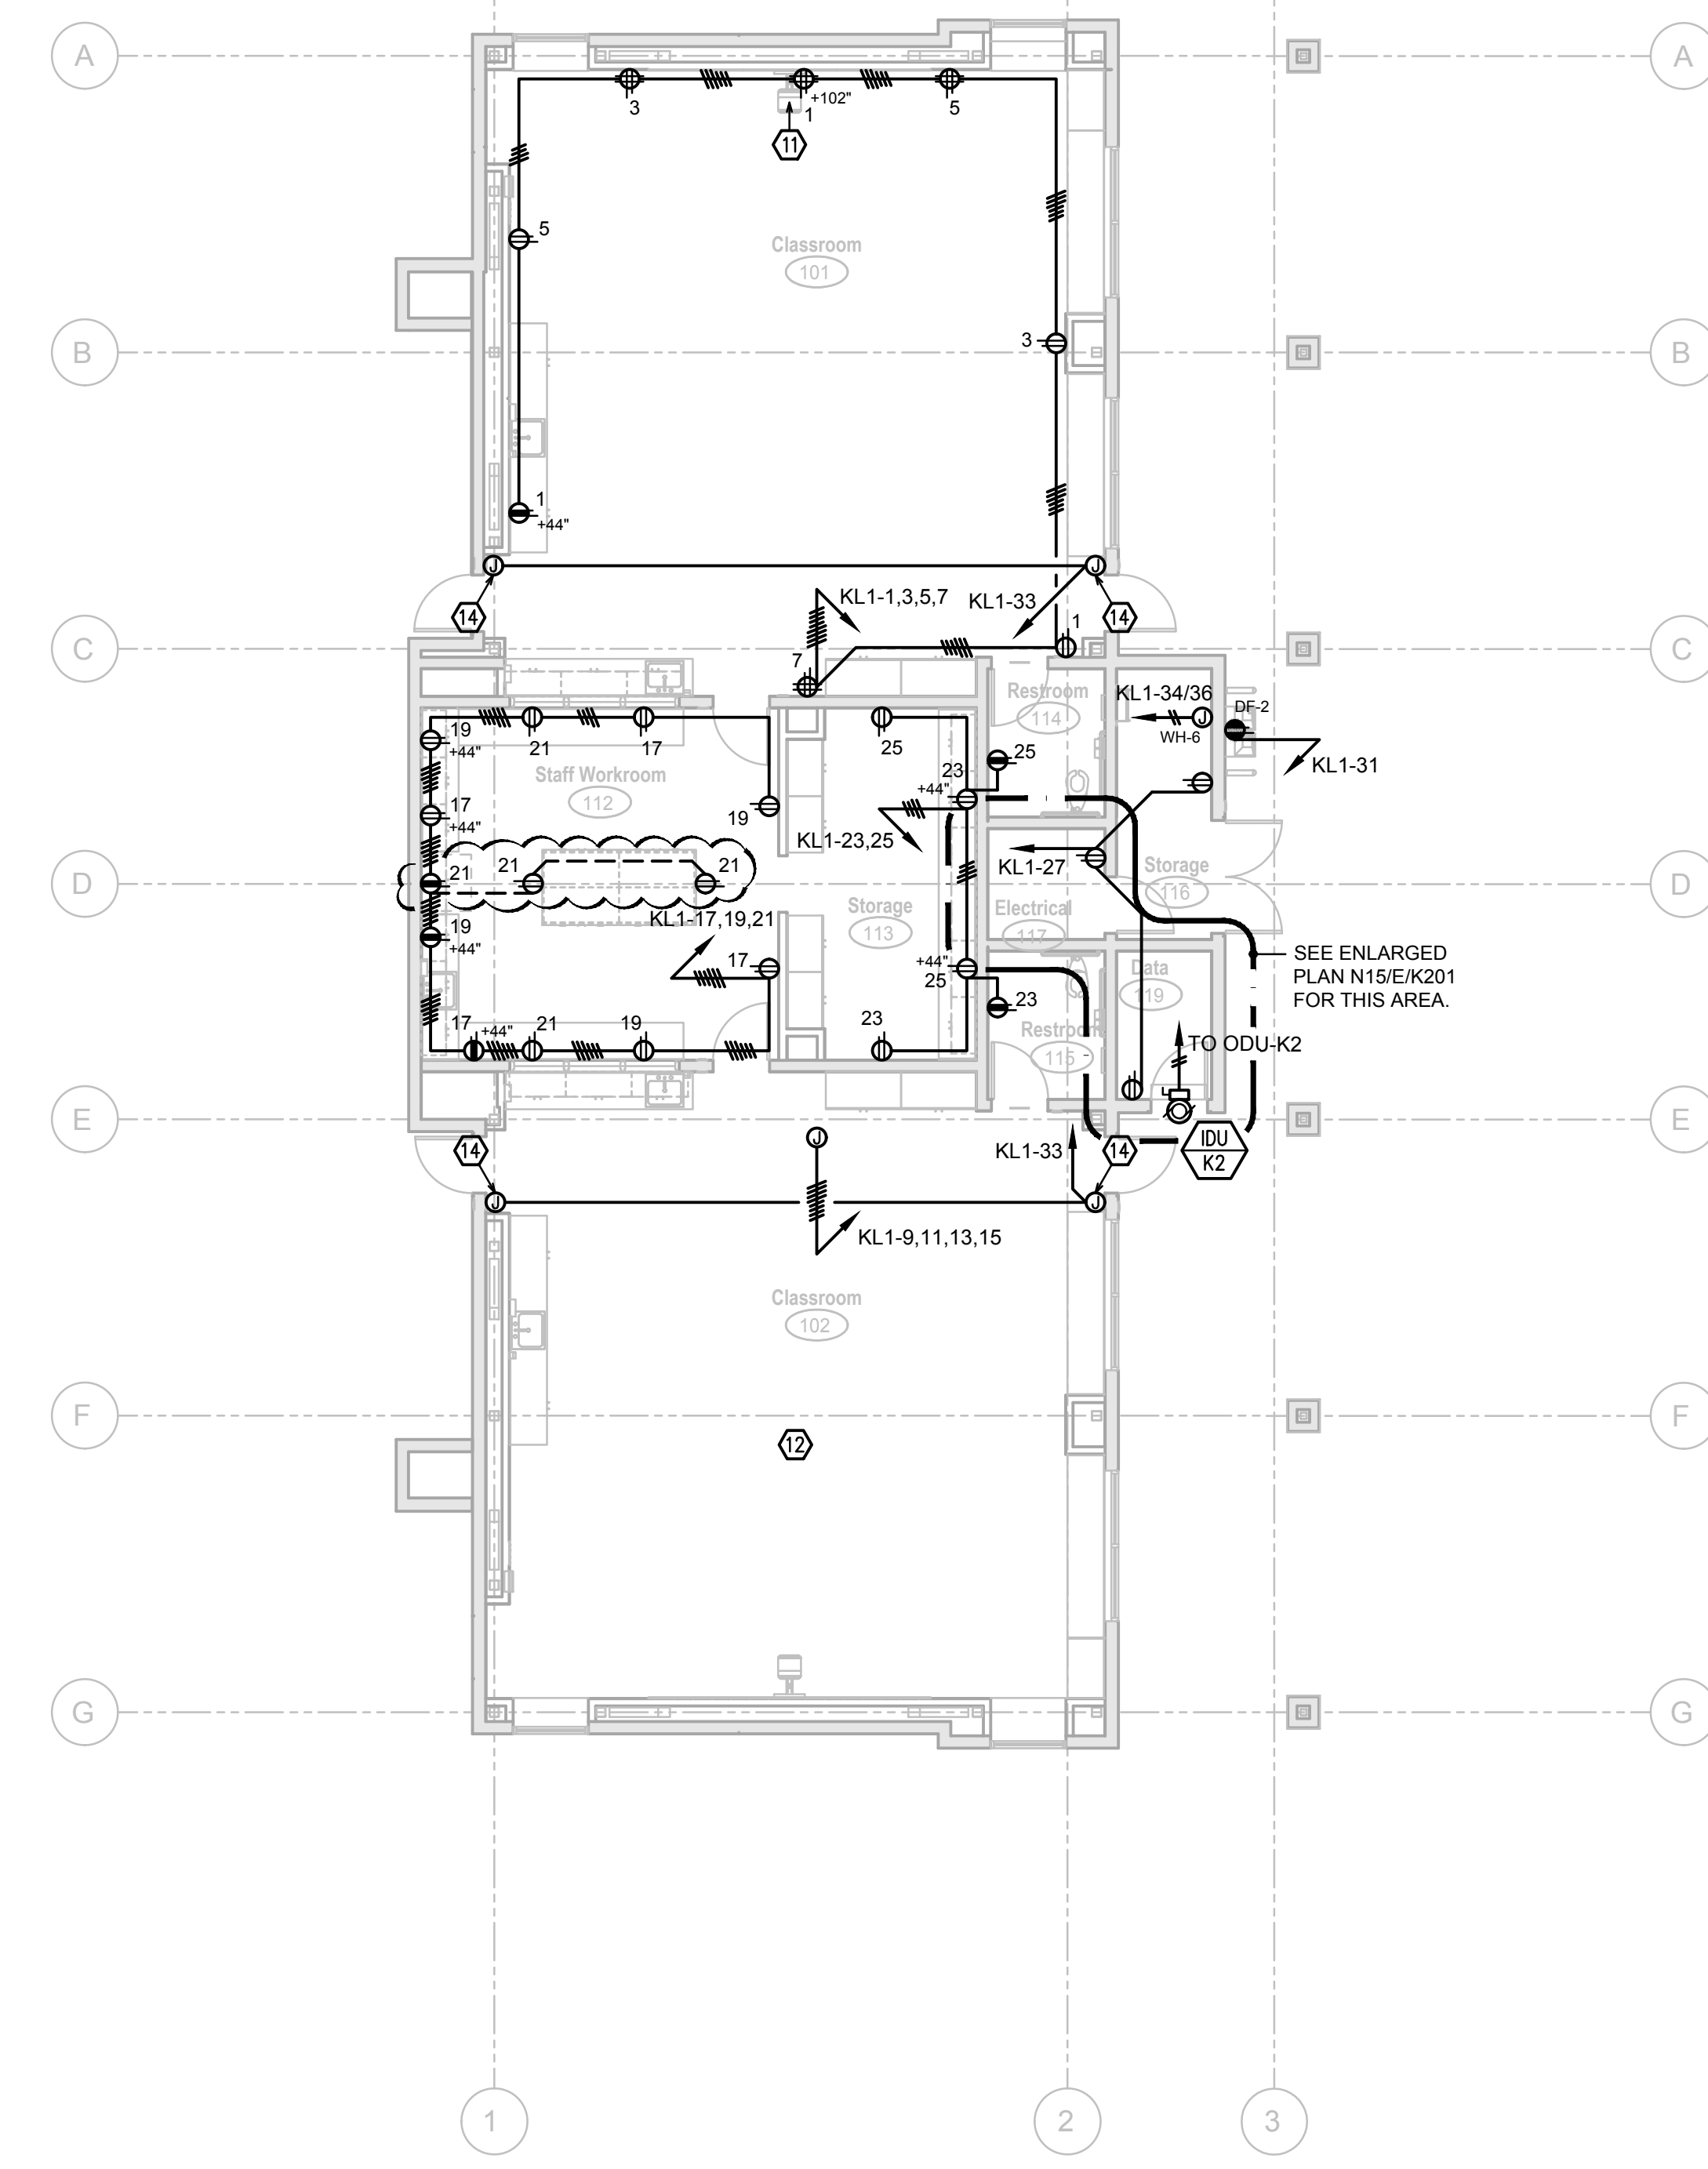 A
A
3
+102"
1
5
11
5
Classroom
101
B
3
B
1
+44"
KL1-1,3,5,7
KL1-33
14
14
1
C
7
C
Restroom
114
KL1-34/36
WH-6
DF-2
KL1-31
19
+44"
21
17
25
25
23
+44"
Staff Workroom
112
17
+44"
19
KL1-23,25
KL1-27
Storage
116
D
21
21
21
D
Storage
113
Electrical
117
KL1-17,19,21
19
+44"
17
+44"
25
SEE ENLARGED
PLAN N15/E/K201
FOR THIS AREA.
Data
119
23
17
+44"
21
19
23
Restroom
115
TO ODU-K2
E
E
14
J
KL1-33
14
IDU
K2
J
J
KL1-9,11,13,15
Classroom
102
F
F
12
G
G
1
2
3
J
J
J